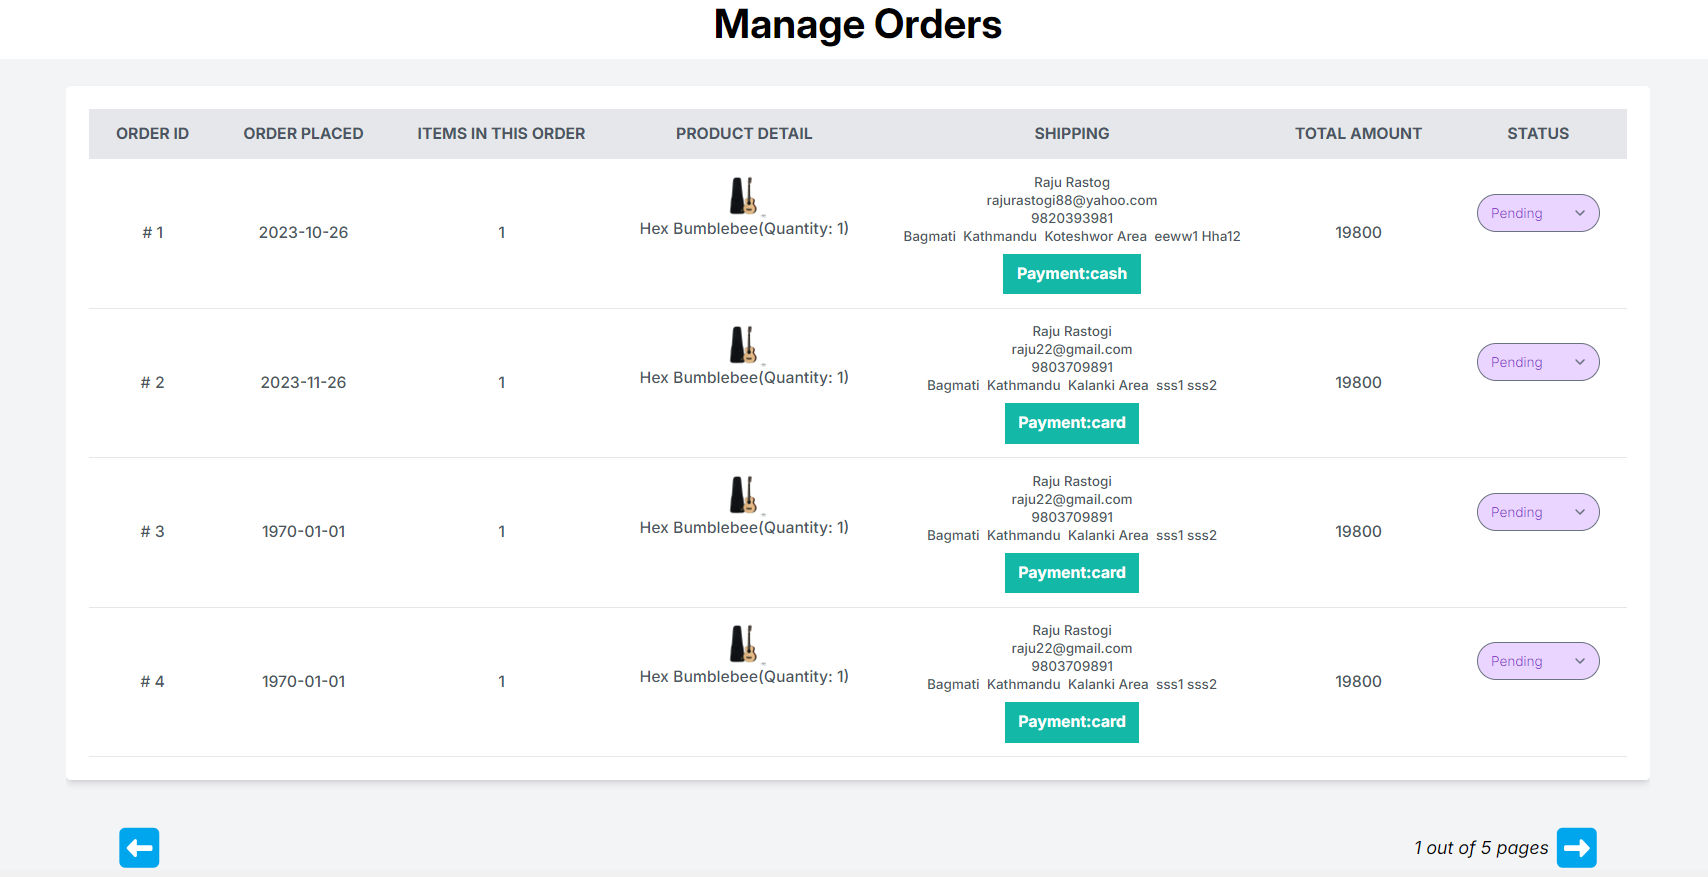 Manage Orders
ORDER ID ORDER PLACED ITEMS IN THIS ORDER PRODUCT DETAIL SHIPPING TOTAL AMOUNT STATUS
# 1 2023-10-26 1 Hex Bumblebee(Quantity: 1)
Raju Rastog
rajurastogi88@yahoo.com
9820393981
Bagmati Kathmandu Koteshwor Area eeww1 Hha12
Payment:cash
19800 Pending
# 2 2023-11-26 1 Hex Bumblebee(Quantity: 1)
Raju Rastogi
raju22@gmail.com
9803709891
Bagmati Kathmandu Kalanki Area sss1 sss2
Payment:card
19800 Pending
# 3 1970-01-01 1 Hex Bumblebee(Quantity: 1)
Raju Rastogi
raju22@gmail.com
9803709891
Bagmati Kathmandu Kalanki Area sss1 sss2
Payment:card
19800 Pending
# 4 1970-01-01 1 Hex Bumblebee(Quantity: 1)
Raju Rastogi
raju22@gmail.com
9803709891
Bagmati Kathmandu Kalanki Area sss1 sss2
Payment:card
19800 Pending
1 out of 5 pages